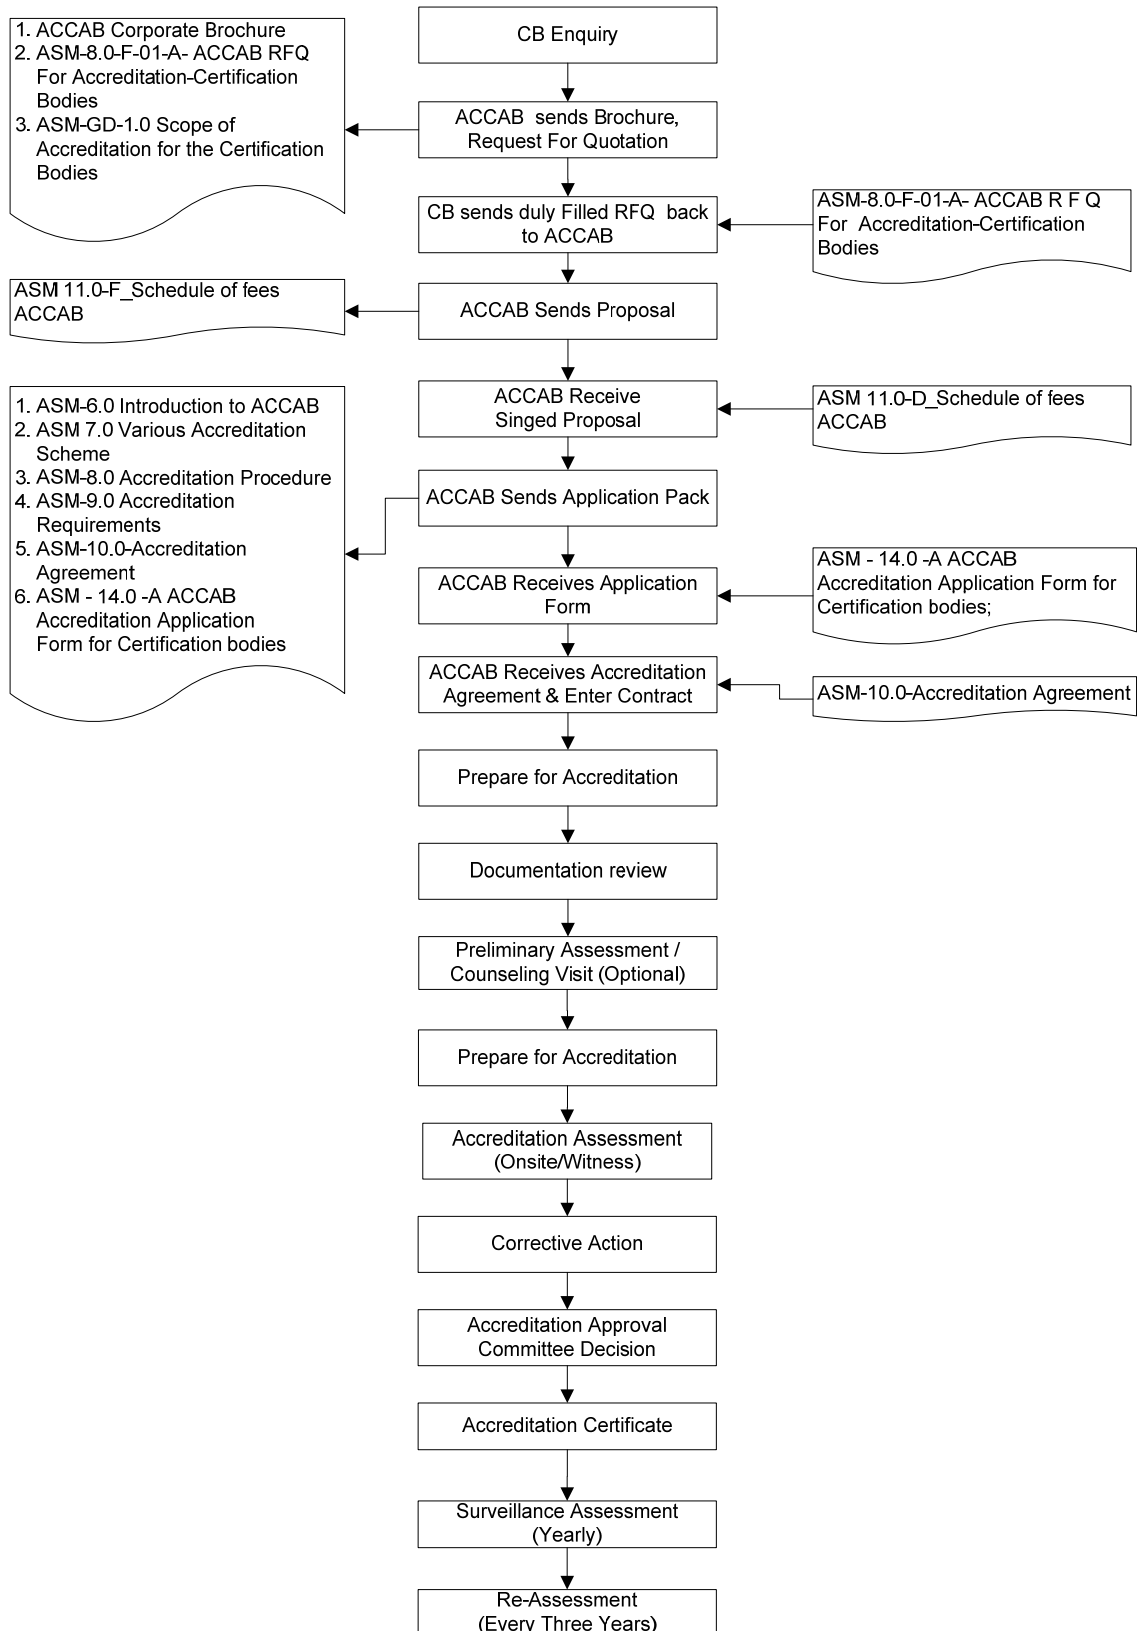 1. ACCAB Corporate Brochure
2. ASM-8.0-F-01-A- ACCAB RFQ
For Accreditation-Certification
Bodies
3. ASM-GD-1.0 Scope of
Accreditation for the Certification
Bodies
CB Enquiry
ACCAB sends Brochure,
Request For Quotation
CB sends duly Filled RFQ back
to ACCAB
ASM-8.0-F-01-A- ACCAB R F Q
For Accreditation-Certification
Bodies
ASM 11.0-F_Schedule of fees
ACCAB
ACCAB Sends Proposal
ACCAB Receive
Singed Proposal
ASM 11.0-D_Schedule of fees
ACCAB
1. ASM-6.0 Introduction to ACCAB
2. ASM 7.0 Various Accreditation
Scheme
3. ASM-8.0 Accreditation Procedure
4. ASM-9.0 Accreditation
Requirements
5. ASM-10.0-Accreditation
Agreement
6. ASM - 14.0 -A ACCAB
Accreditation Application
Form for Certification bodies
ACCAB Sends Application Pack
ACCAB Receives Application
Form
ASM - 14.0 -A ACCAB
Accreditation Application Form for
Certification bodies;
ACCAB Receives Accreditation
Agreement & Enter Contract
ASM-10.0-Accreditation Agreement
Prepare for Accreditation
Documentation review
Preliminary Assessment /
Counseling Visit (Optional)
Prepare for Accreditation
Accreditation Assessment
(Onsite/Witness)
Corrective Action
Accreditation Approval
Committee Decision
Accreditation Certificate
Surveillance Assessment
(Yearly)
Re-Assessment
(Every Three Years)